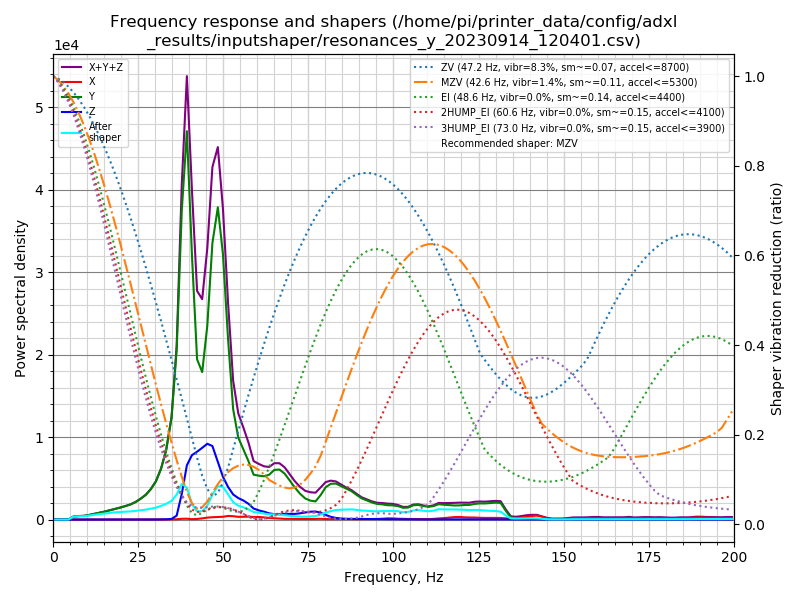 Frequency response and shapers (/home/pi/printer_data/config/adxl
_results/inputshaper/resonances_y_20230914_120401.csv)
1e4
X+Y+Z
X
Y
Z
After
shaper
ZV (47.2 Hz, vibr=8.3%, sm~=0.07, accel<=8700)
MZV (42.6 Hz, vibr=1.4%, sm~=0.11, accel<=5300)
EI (48.6 Hz, vibr=0.0%, sm~=0.14, accel<=4400)
2HUMP_EI (60.6 Hz, vibr=0.0%, sm~=0.15, accel<=4100)
3HUMP_EI (73.0 Hz, vibr=0.0%, sm~=0.15, accel<=3900)
Recommended shaper: MZV
Power spectral density
5
4
3
2
1
0
1.0
0.8
0.6
0.4
0.2
0.0
Shaper vibration reduction (ratio)
0 25 50 75 100 125 150 175 200
Frequency, Hz